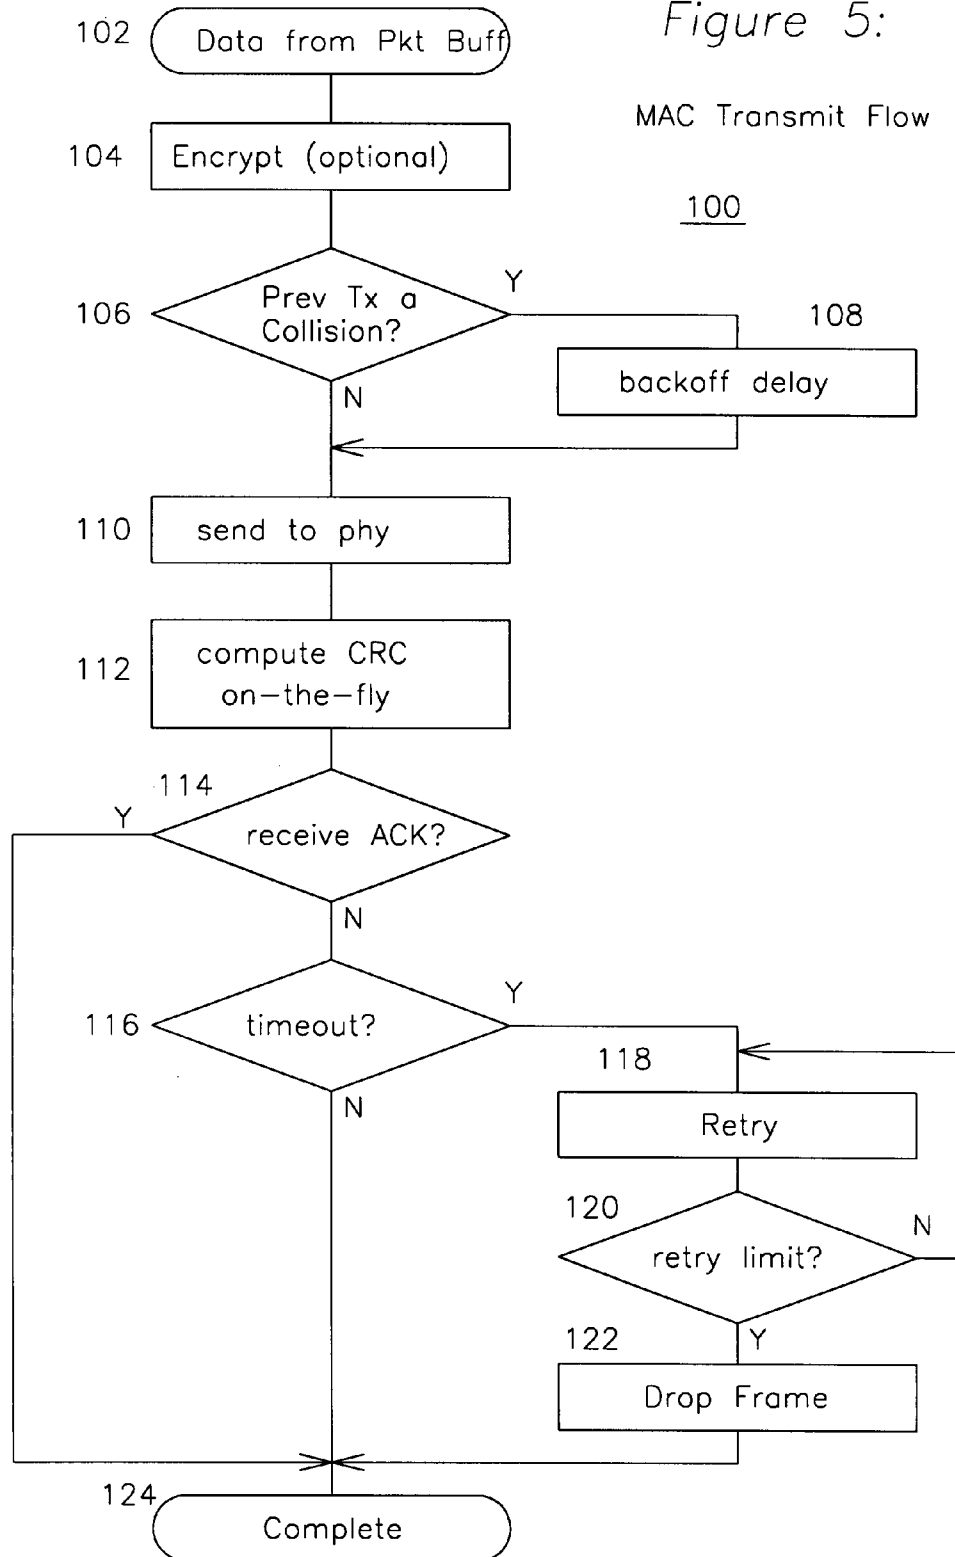 Figure 5:
MAC Transmit Flow
100
102
Data from Pkt Buff
104
Encrypt (optional)
106
Prev Tx a
Collision?
Y
N
108
backoff delay
110
send to phy
112
compute CRC
on-the-fly
114
Y
receive ACK?
N
116
timeout?
Y
N
118
Retry
120
retry limit?
N
Y
122
Drop Frame
124
Complete